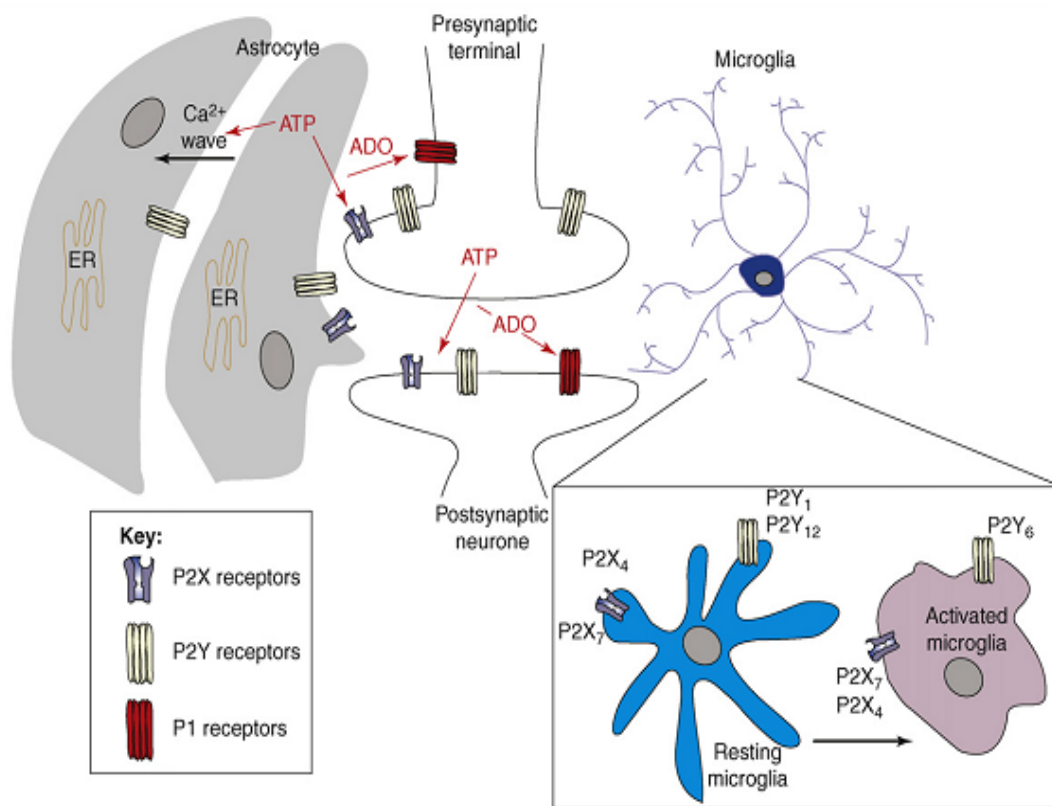 Presynaptic
terminal
Astrocyte
Microglia
Ca²⁺
wave
ATP
ADO
ER
ER
ATP
ADO
Postsynaptic
neurone
Key:
P2X receptors
P2Y receptors
P1 receptors
P2Y₁
P2Y₁₂
P2X₄
P2X₇
Resting
microglia
P2Y₆
Activated
microglia
P2X₇
P2X₄